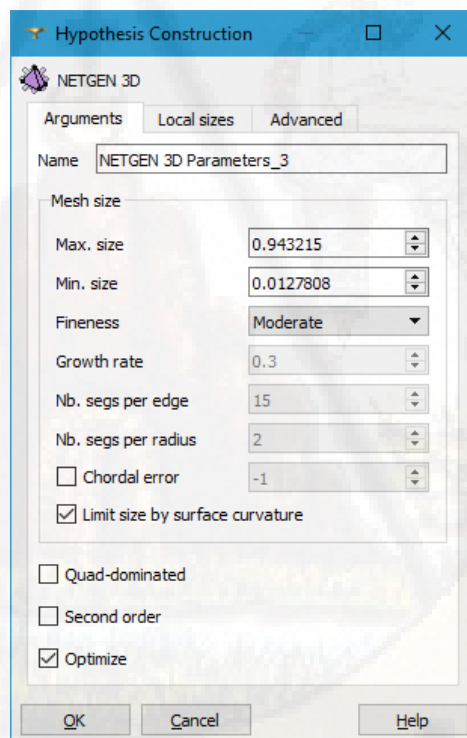 Hypothesis Construction
NETGEN 3D
Arguments Local sizes Advanced
Name NETGEN 3D Parameters_3
Mesh size
Max. size 0.943215
Min. size 0.0127808
Fineness Moderate
Growth rate 0.3
Nb. segs per edge 15
Nb. segs per radius 2
Chordal error -1
Limit size by surface curvature
Quad-dominated
Second order
Optimize
OK Cancel Help